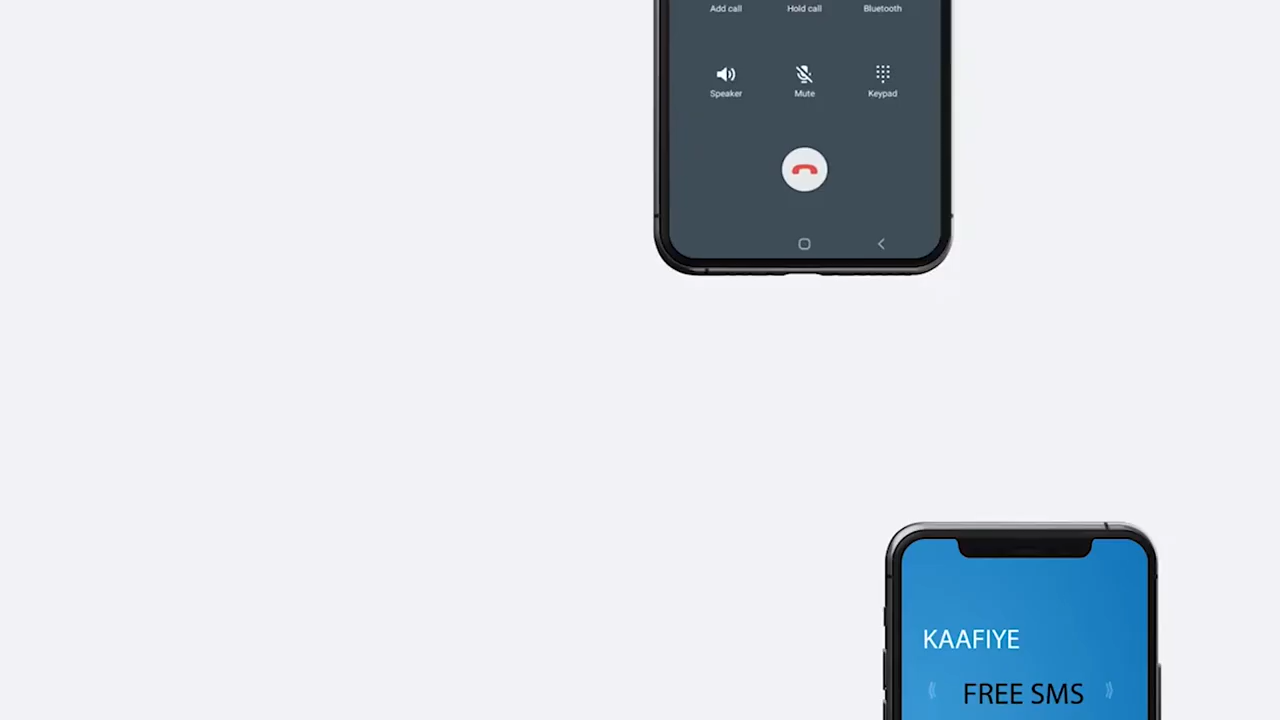 Add call Hold call Bluetooth
Speaker Mute Keypad
KAAFIYE
FREE SMS